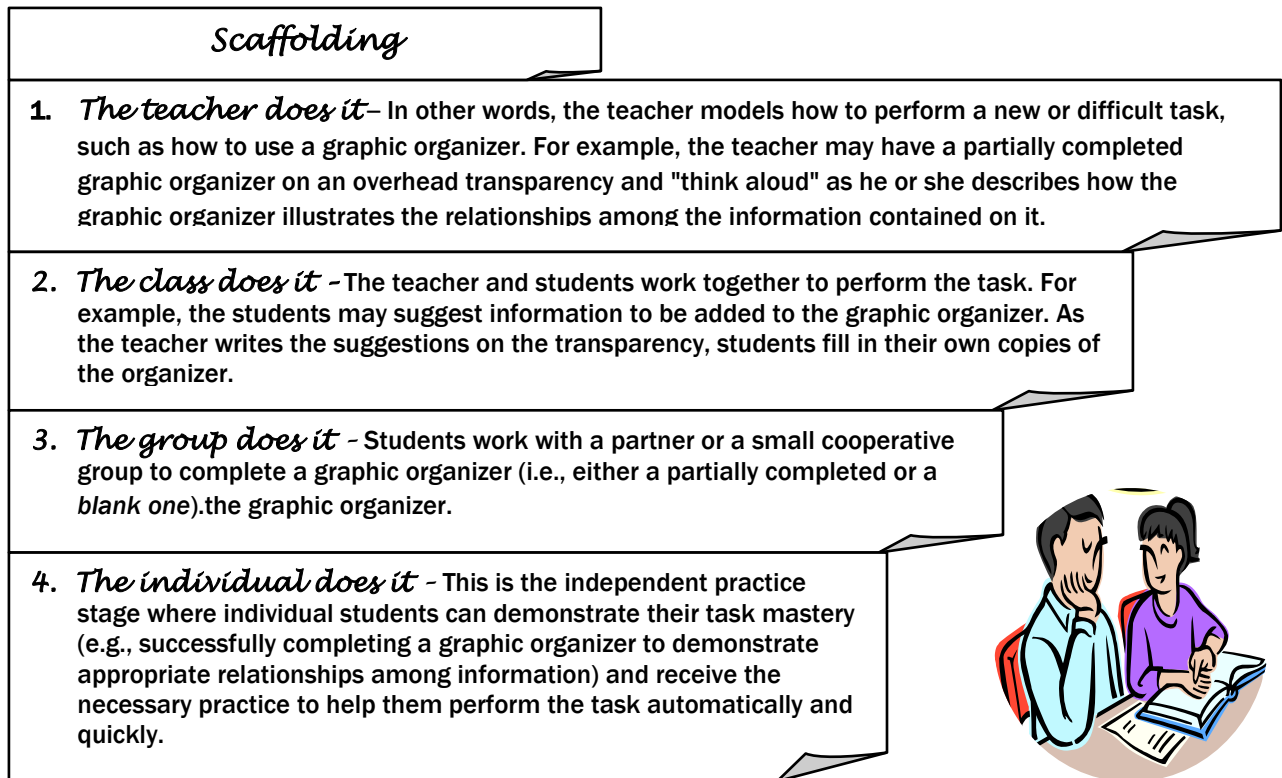 Scaffolding
1. The teacher does it – In other words, the teacher models how to perform a new or difficult task,
such as how to use a graphic organizer. For example, the teacher may have a partially completed
graphic organizer on an overhead transparency and "think aloud" as he or she describes how the
graphic organizer illustrates the relationships among the information contained on it.
2. The class does it – The teacher and students work together to perform the task. For
example, the students may suggest information to be added to the graphic organizer. As
the teacher writes the suggestions on the transparency, students fill in their own copies of
the organizer.
3. The group does it - Students work with a partner or a small cooperative
group to complete a graphic organizer (i.e., either a partially completed or a
blank one).the graphic organizer.
4. The individual does it - This is the independent practice
stage where individual students can demonstrate their task mastery
(e.g., successfully completing a graphic organizer to demonstrate
appropriate relationships among information) and receive the
necessary practice to help them perform the task automatically and
quickly.